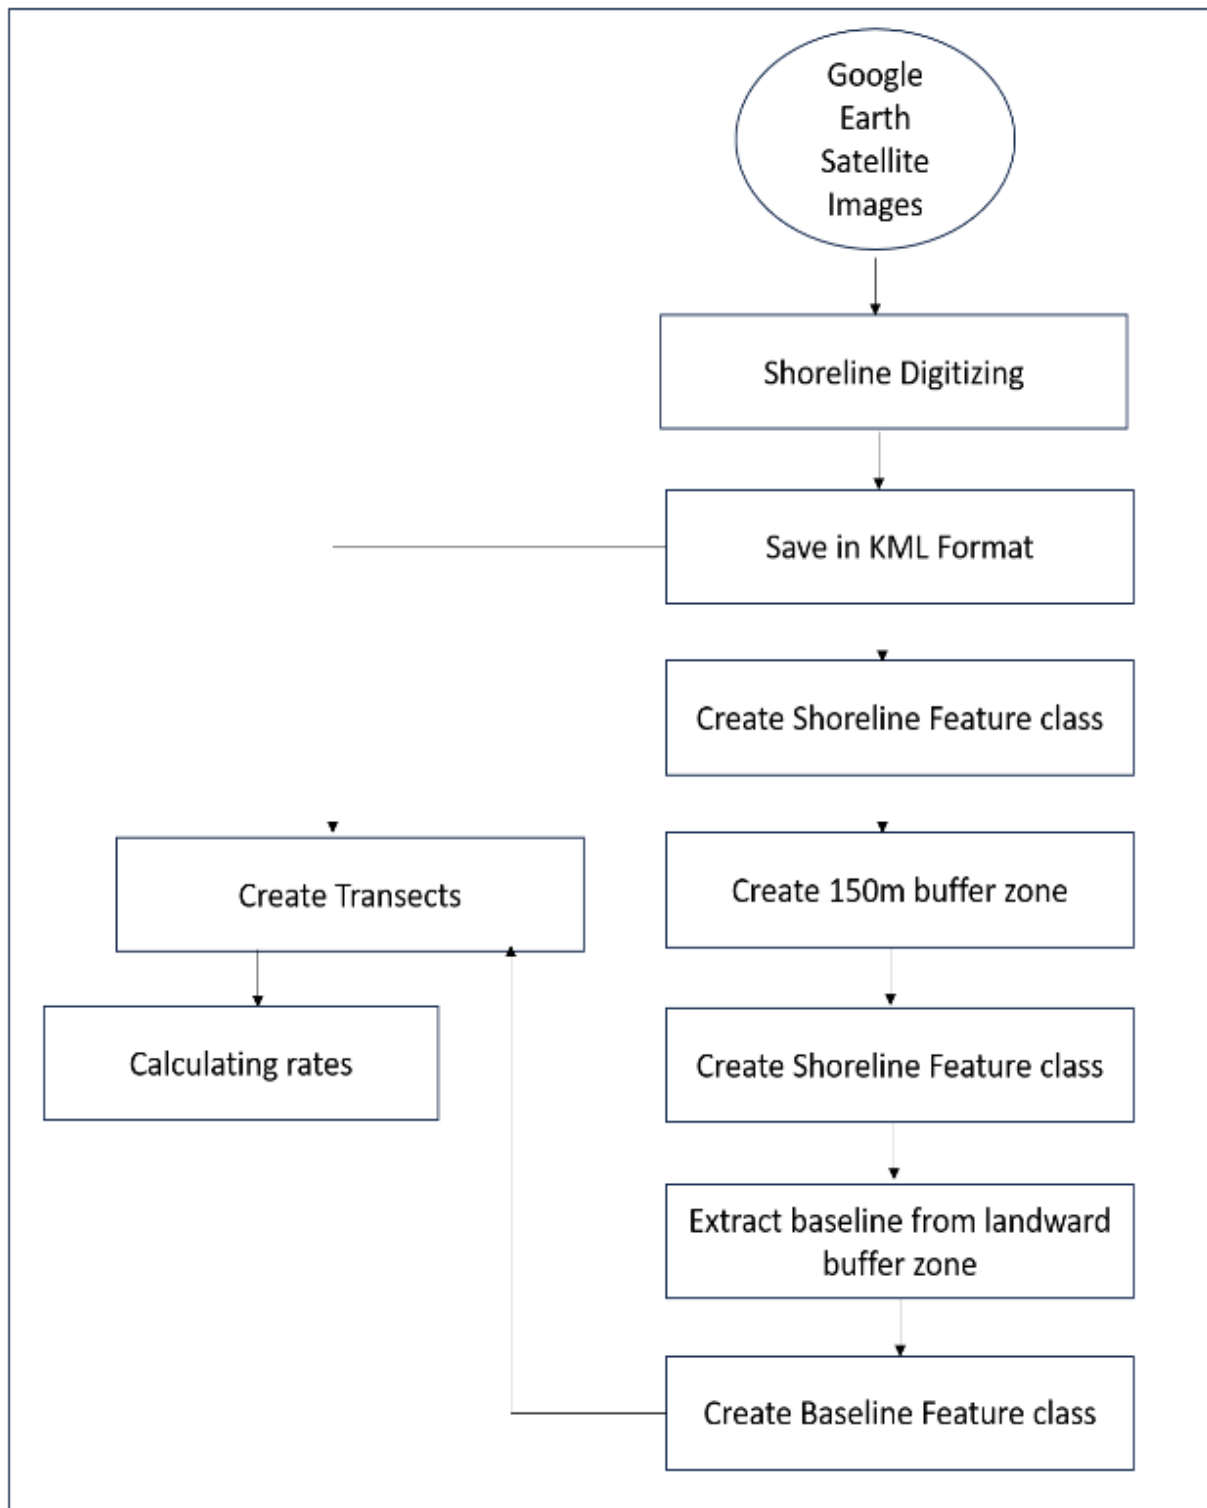 Google
Earth
Satellite
Images
Shoreline Digitizing
Save in KML Format
Create Shoreline Feature class
Create 150m buffer zone
Create Shoreline Feature class
Extract baseline from landward
buffer zone
Create Baseline Feature class
Create Transects
Calculating rates